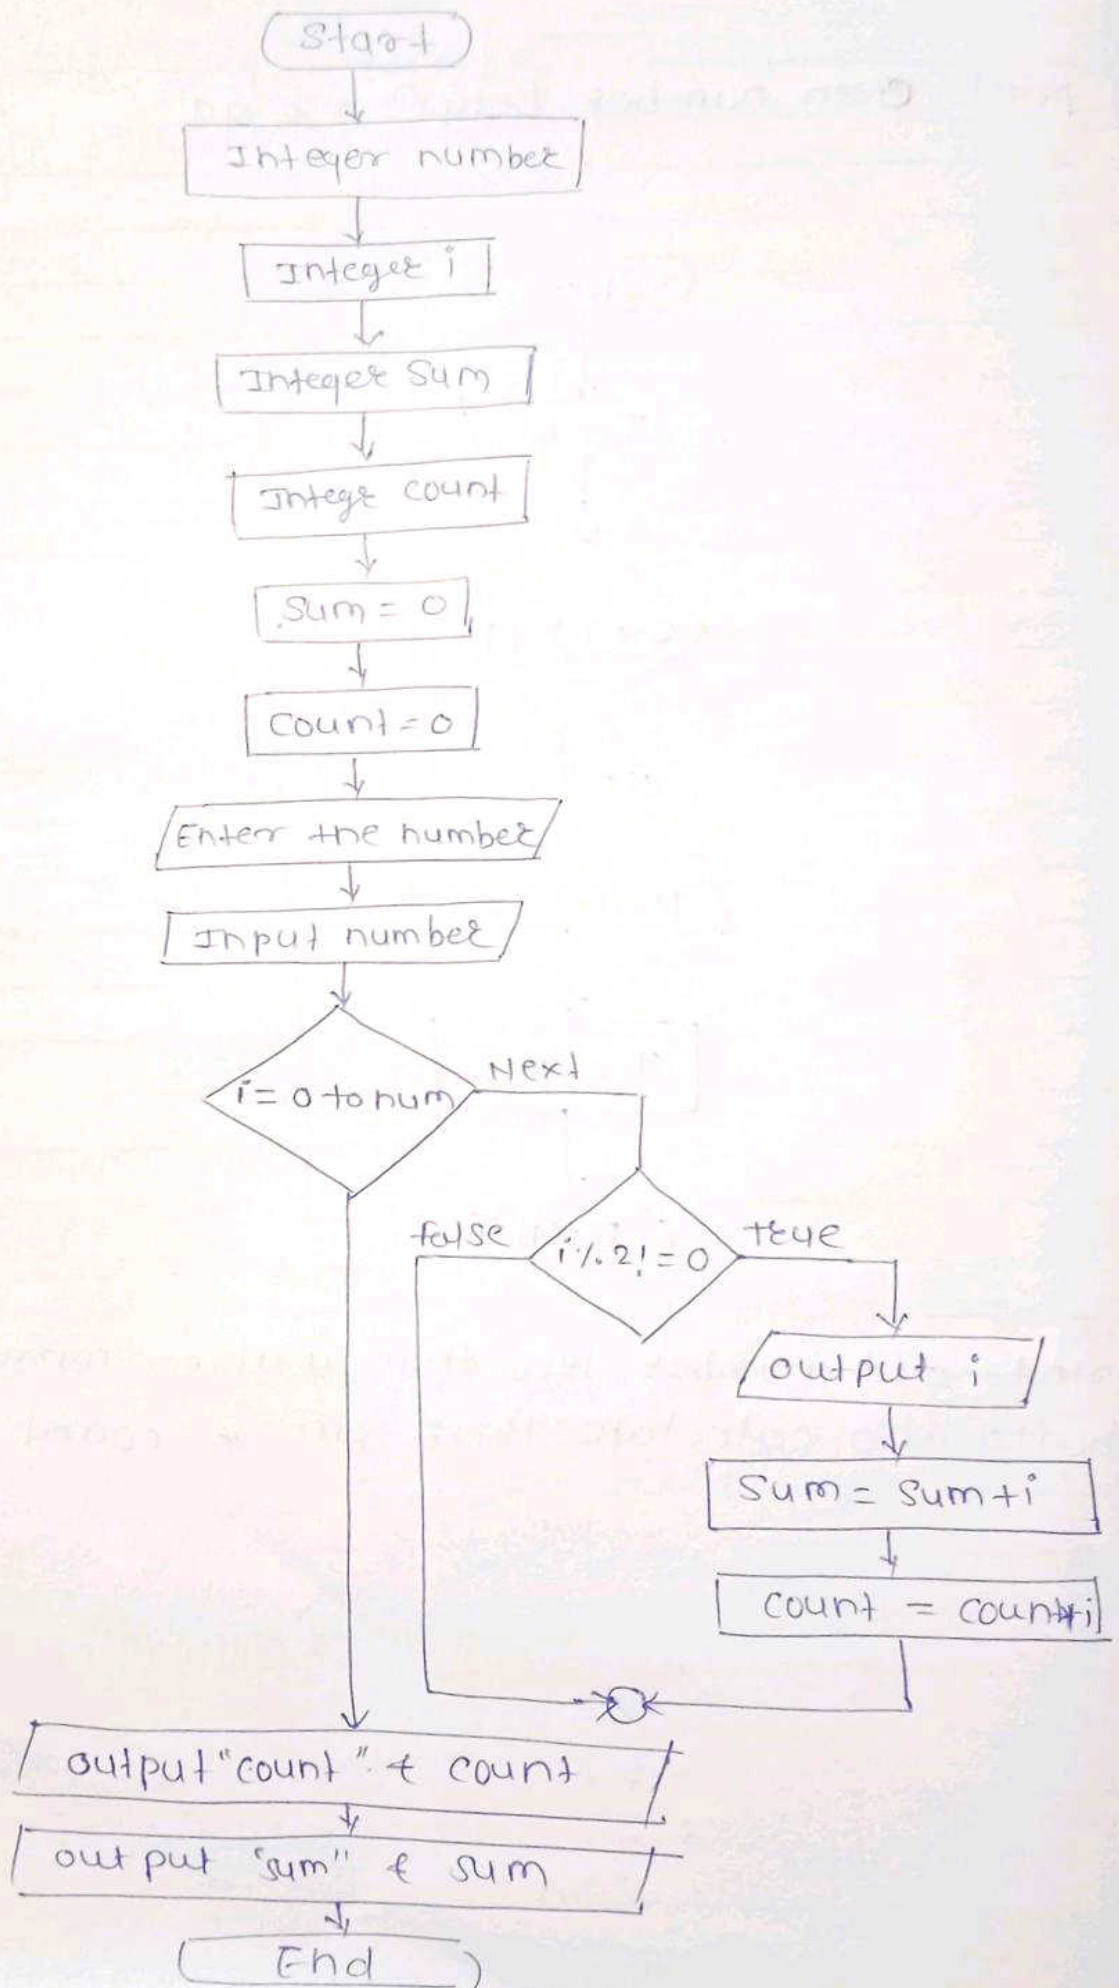 Start
Integer number
Integer i
Integer Sum
Integr count
Sum = 0
Count = 0
Enter the number
Input number
i = 0 to num
Next
false
i % 2! = 0
true
output i
Sum = Sum + i
count = count+i
output "count" & count
output "sum" & sum
End